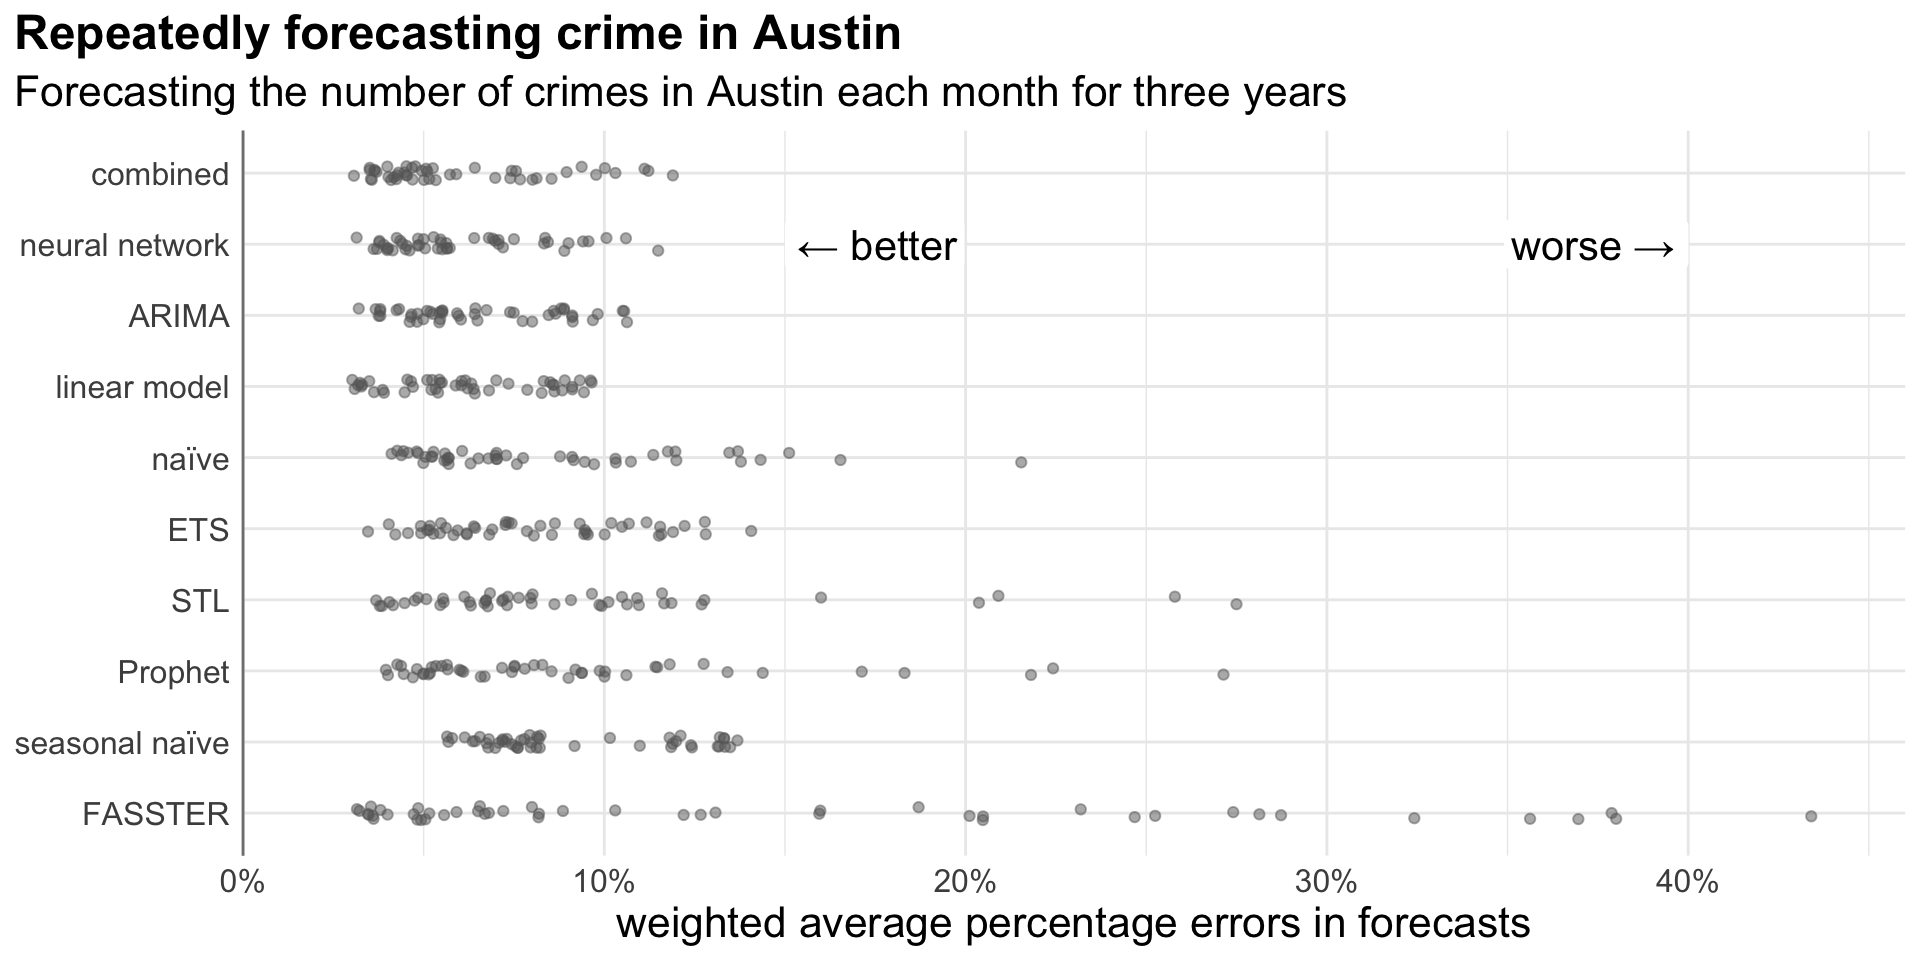 Repeatedly forecasting crime in Austin
Forecasting the number of crimes in Austin each month for three years
combined
neural network
← better
worse →
ARIMA
linear model
naïve
ETS
STL
Prophet
seasonal naïve
FASSTER
0%
10%
20%
30%
40%
weighted average percentage errors in forecasts